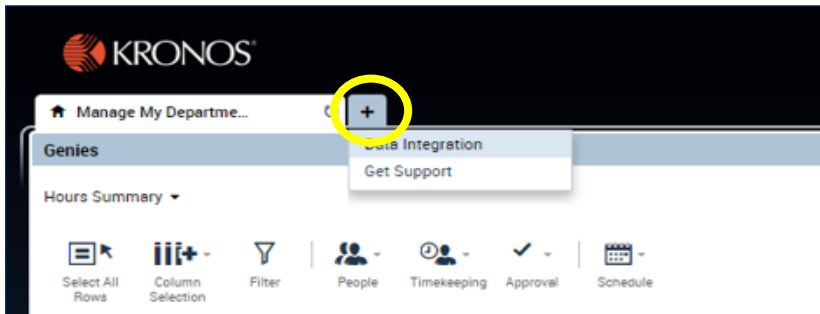 KRONOS
Manage My Departme...
+
Genies
Data Integration
Get Support
Hours Summary
Select All Rows
Column Selection
Filter
People
Timekeeping
Approval
Schedule